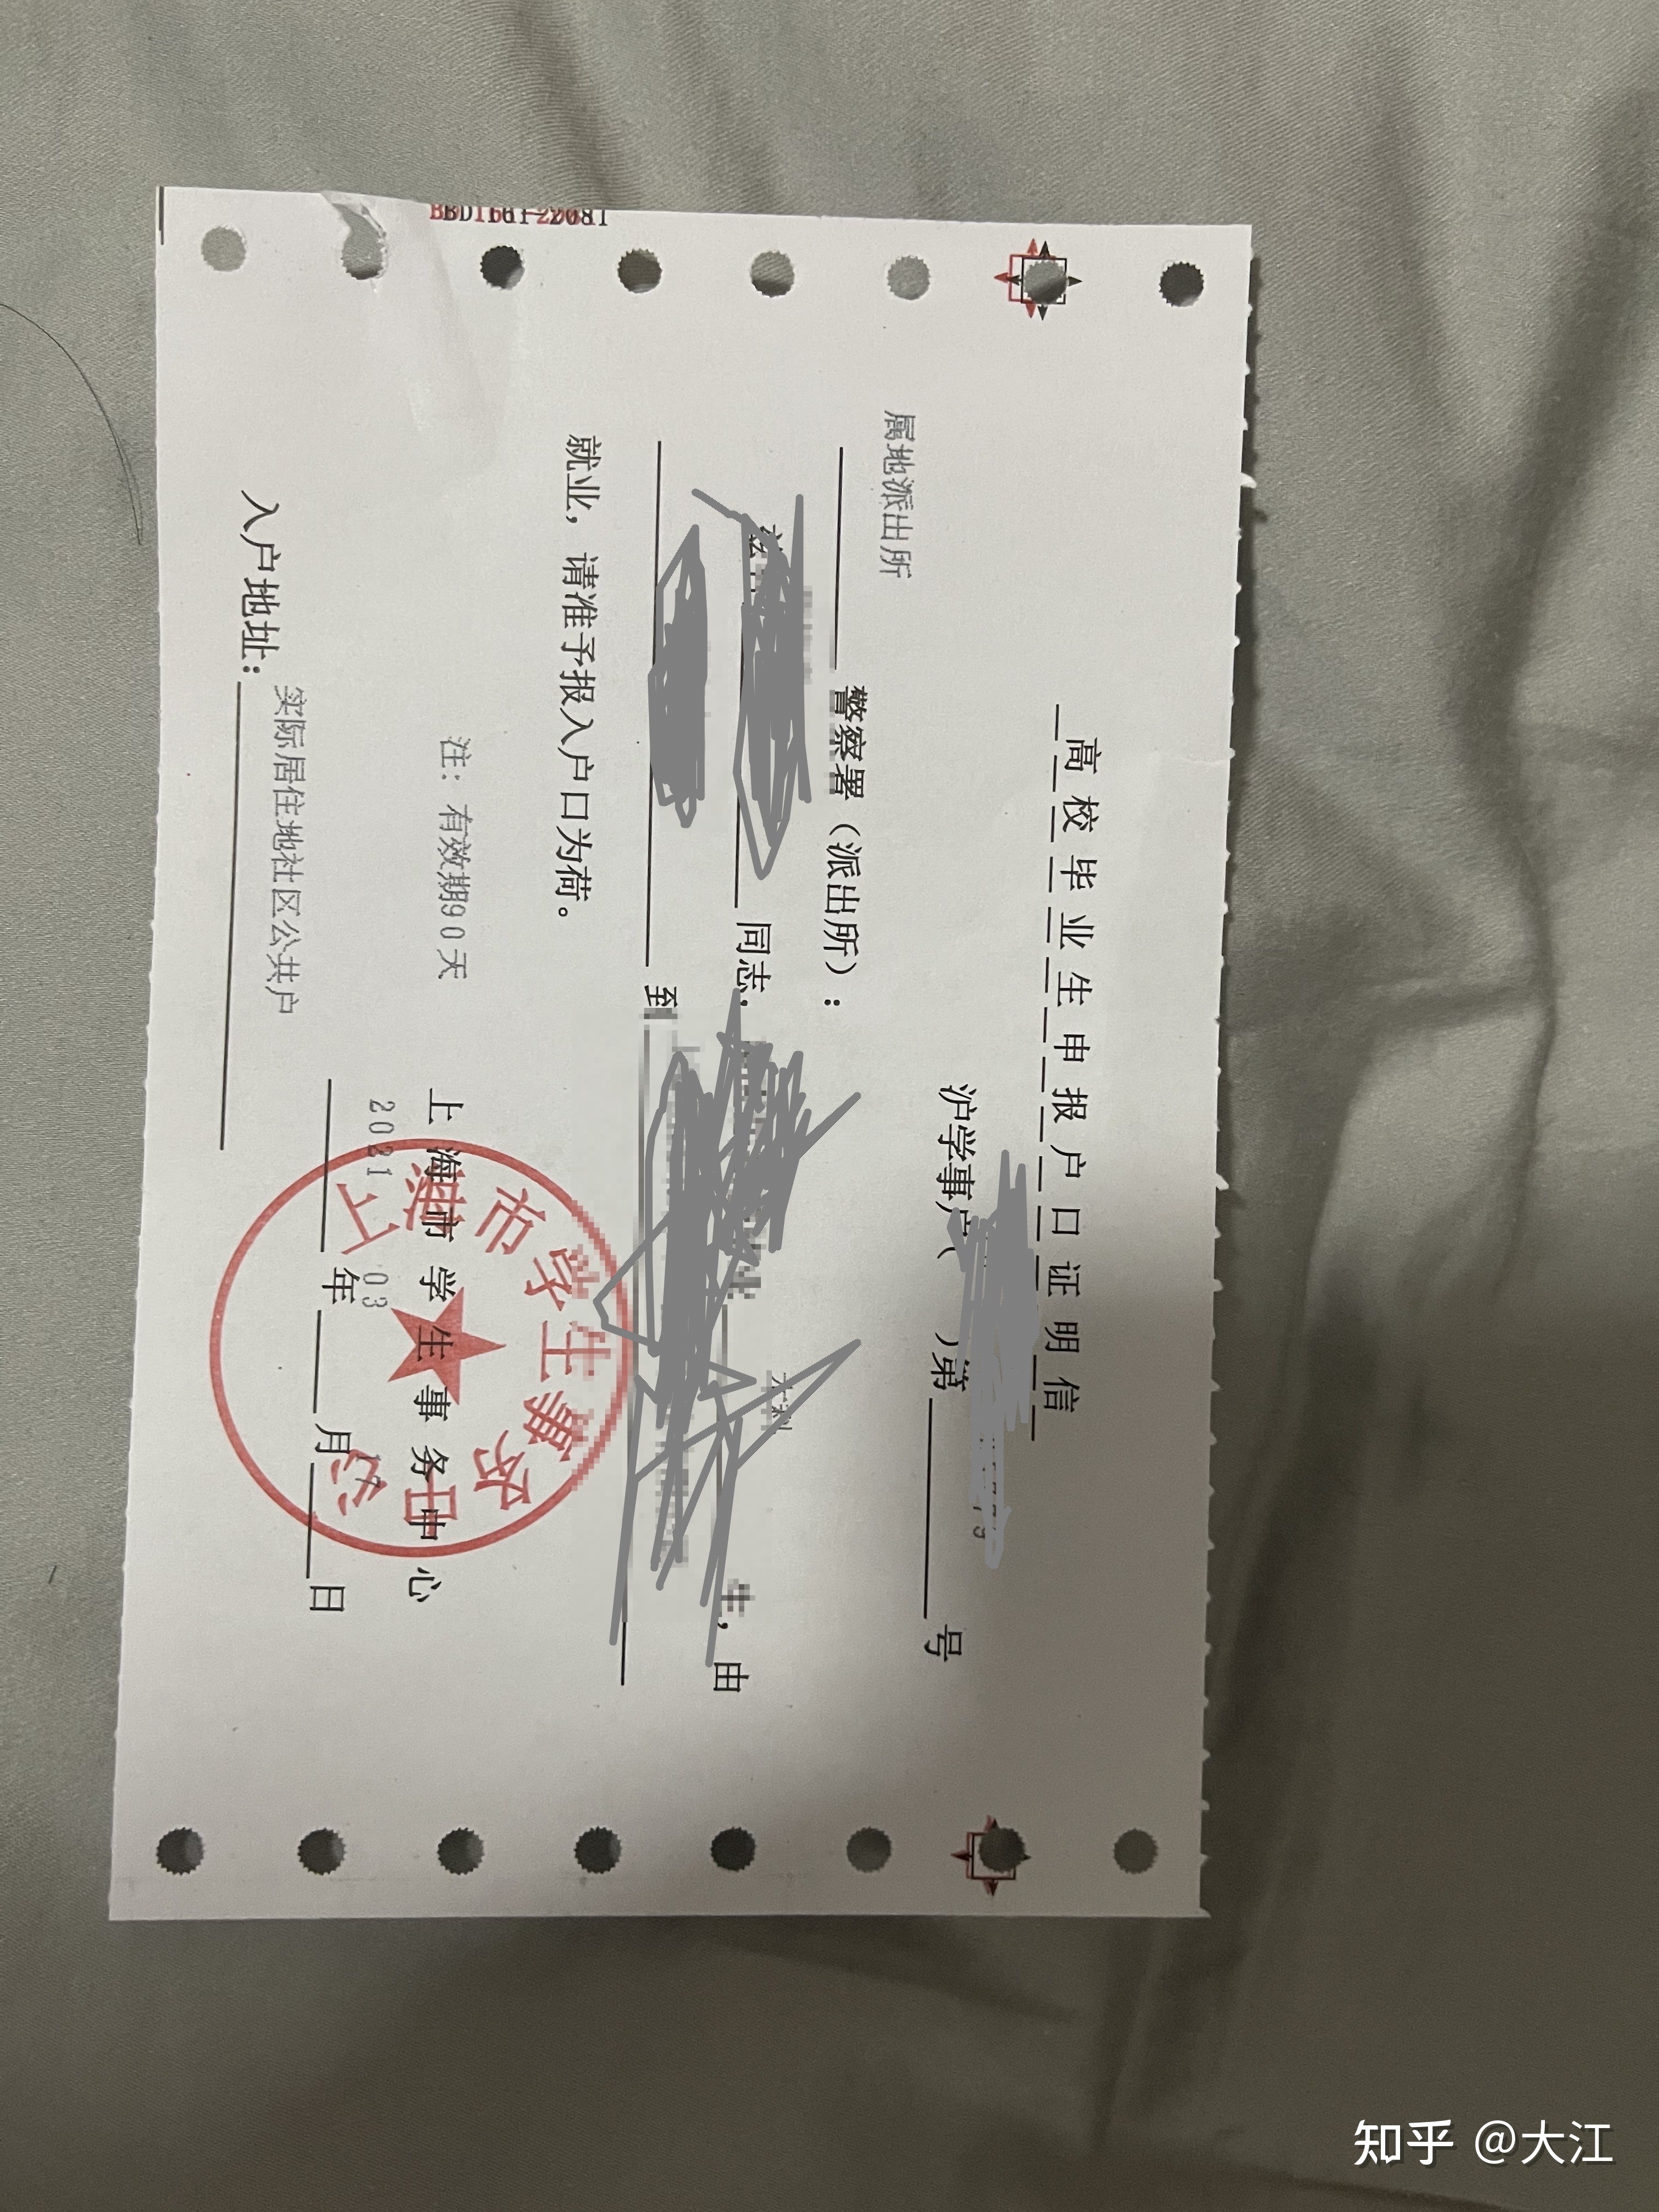 高校毕业生申报户口证明信
沪学事户( )第 号
属地派出所
警察署（派出所）：
同志， 生，由
到
就业，请准予报入户口为荷。
注：有效期90天
上海市学生事务中心
2021 03 17
年 月 日
入户地址：实际居住地社区公共户
上海市学生事务中心
知乎 @大江